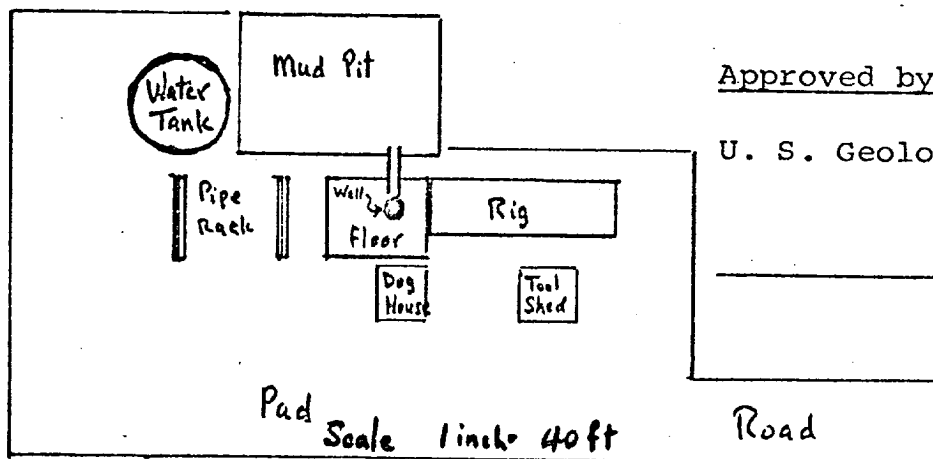 Mud Pit
Water
Tank
Approved by
U. S. Geolo
Pipe
Rack
Well
Floor
Rig
Dog
House
Tool
Shed
Pad
Scale 1 inch = 40 ft
Road